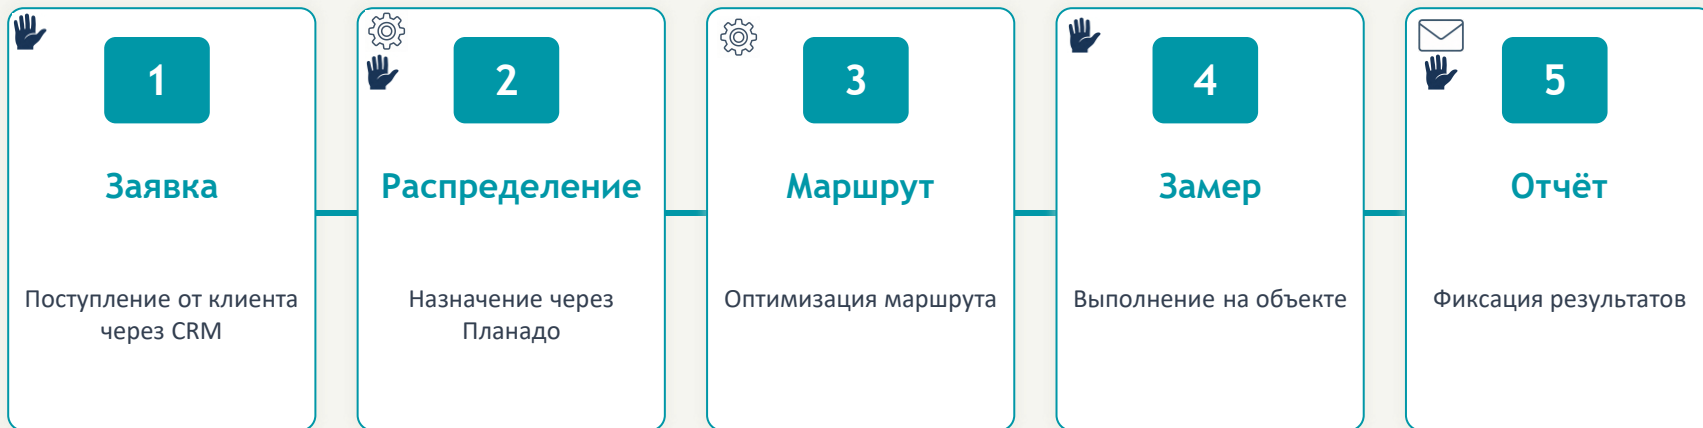 1
Заявка
Поступление от клиента
через CRM
2
Распределение
Назначение через
Планадо
3
Маршрут
Оптимизация маршрута
4
Замер
Выполнение на объекте
5
Отчёт
Фиксация результатов